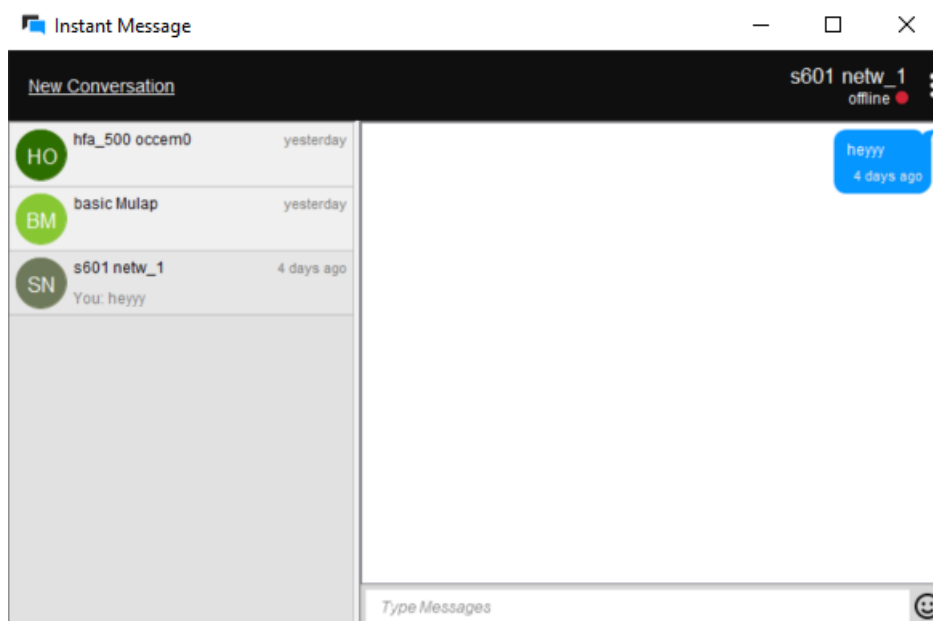 Instant Message
New Conversation
s601 netw_1
offline
HO
hfa_500 occem0
yesterday
BM
basic Mulap
yesterday
SN
s601 netw_1
4 days ago
You: heyyy
heyyy
4 days ago
Type Messages